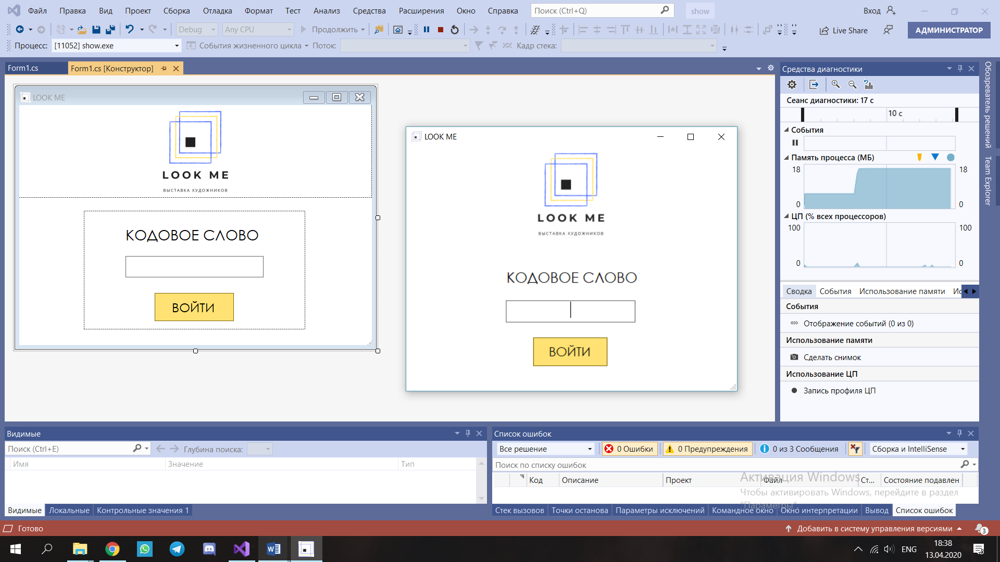 Файл Правка Вид Проект Сборка Отладка Формат Тест Анализ Средства Расширения Окно Справка Поиск (Ctrl+Q) show Вход
Debug Any CPU Продолжить Live Share АДМИНИСТРАТОР
Процесс: [11052] show.exe События жизненного цикла Поток: Кадр стека:
Form1.cs Form1.cs [Конструктор]
LOOK ME
LOOK ME
ВЫСТАВКА ХУДОЖНИКОВ
КОДОВОЕ СЛОВО
ВОЙТИ
LOOK ME
LOOK ME
ВЫСТАВКА ХУДОЖНИКОВ
КОДОВОЕ СЛОВО
ВОЙТИ
Средства диагностики
Сеанс диагностики: 17 с
10 с
События
Память процесса (МБ)
18 18
0 0
ЦП (% всех процессоров)
100 100
0 0
Сводка События Использование памяти Ис
События
Отображение событий (0 из 0)
Использование памяти
Сделать снимок
Использование ЦП
Запись профиля ЦП
Обозреватель решений
Team Explorer
Видимые
Поиск (Ctrl+E) Глубина поиска:
Имя Значение Тип
Видимые Локальные Контрольные значения 1
Список ошибок
Все решение 0 Ошибки 0 Предупреждения 0 из 3 Сообщения Сборка и IntelliSense
Поиск по списку ошибок
Код Описание Проект Файл Ст... Состояние подавлен
Активация Windows
Чтобы активировать Windows, перейдите в раздел
"Параметры".
Стек вызовов Точки останова Параметры исключений Командное окно Окно интерпретации Вывод Список ошибок
Готово Добавить в систему управления версиями 3
ENG 18:38
13.04.2020